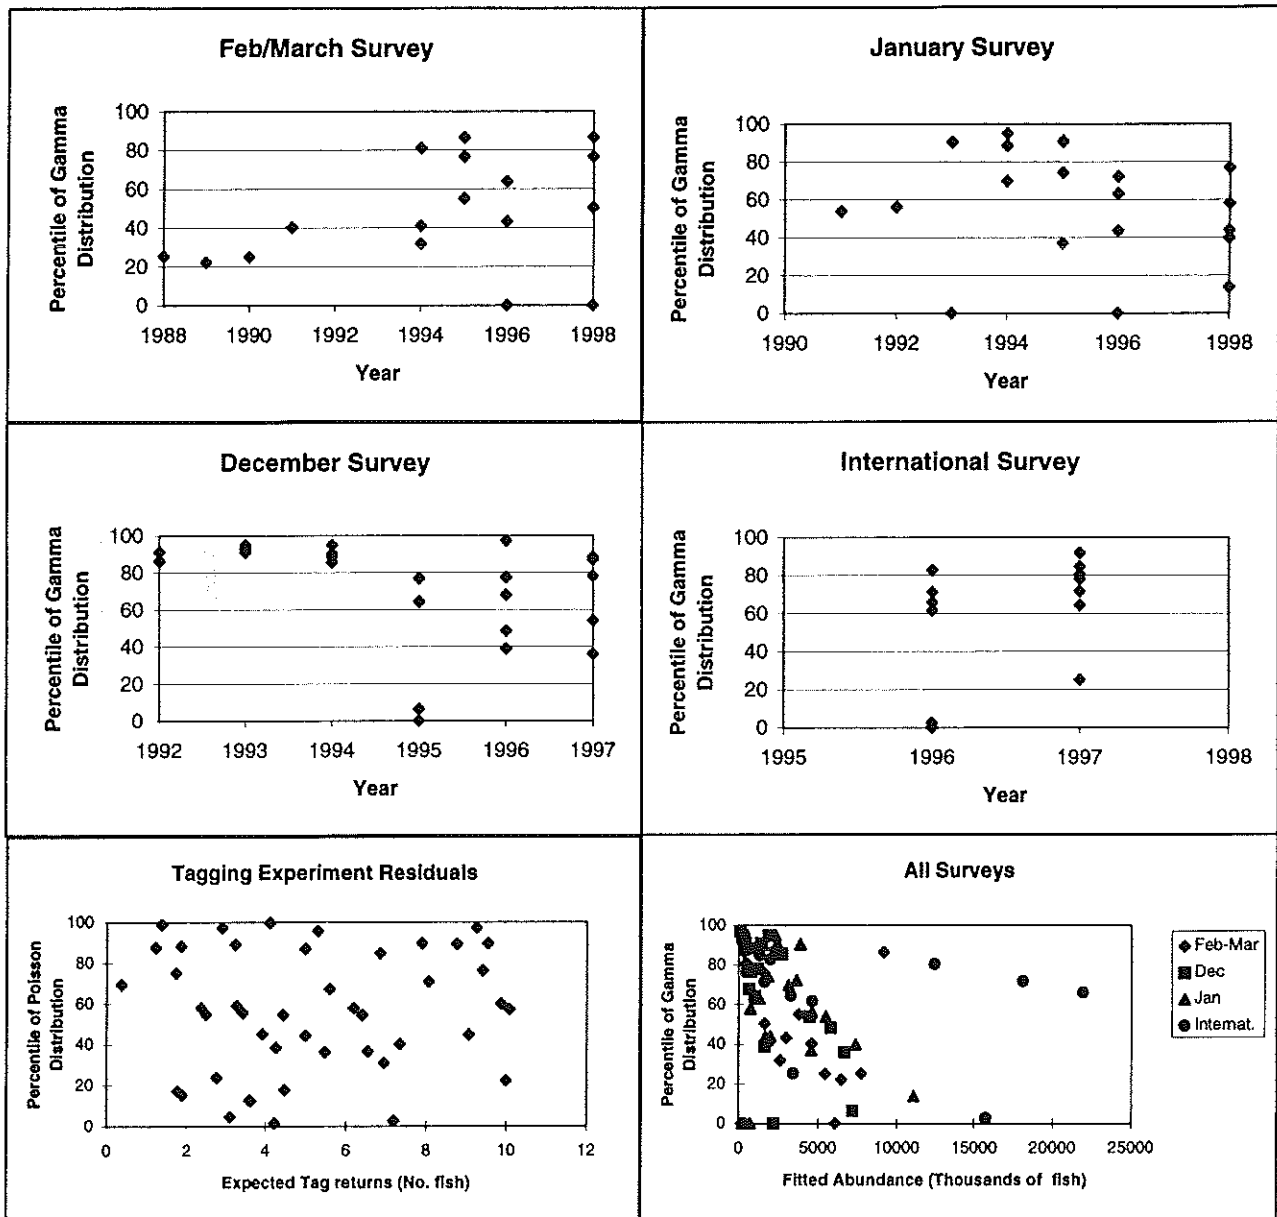 Feb/March Survey
Percentile of Gamma
Distribution
100
80
60
40
20
0
1988 1990 1992 1994 1996 1998
Year
January Survey
Percentile of Gamma
Distribution
100
80
60
40
20
0
1990 1992 1994 1996 1998
Year
December Survey
Percentile of Gamma
Distribution
100
80
60
40
20
0
1992 1993 1994 1995 1996 1997
Year
International Survey
Percentile of Gamma
Distribution
100
80
60
40
20
0
1995 1996 1997 1998
Year
Tagging Experiment Residuals
Percentile of Poisson
Distribution
100
80
60
40
20
0
0 2 4 6 8 10 12
Expected Tag returns (No. fish)
All Surveys
Percentile of Gamma
Distribution
100
80
60
40
20
0
0 5000 10000 15000 20000 25000
Fitted Abundance (Thousands of fish)
Feb-Mar
Dec
Jan
Internat.